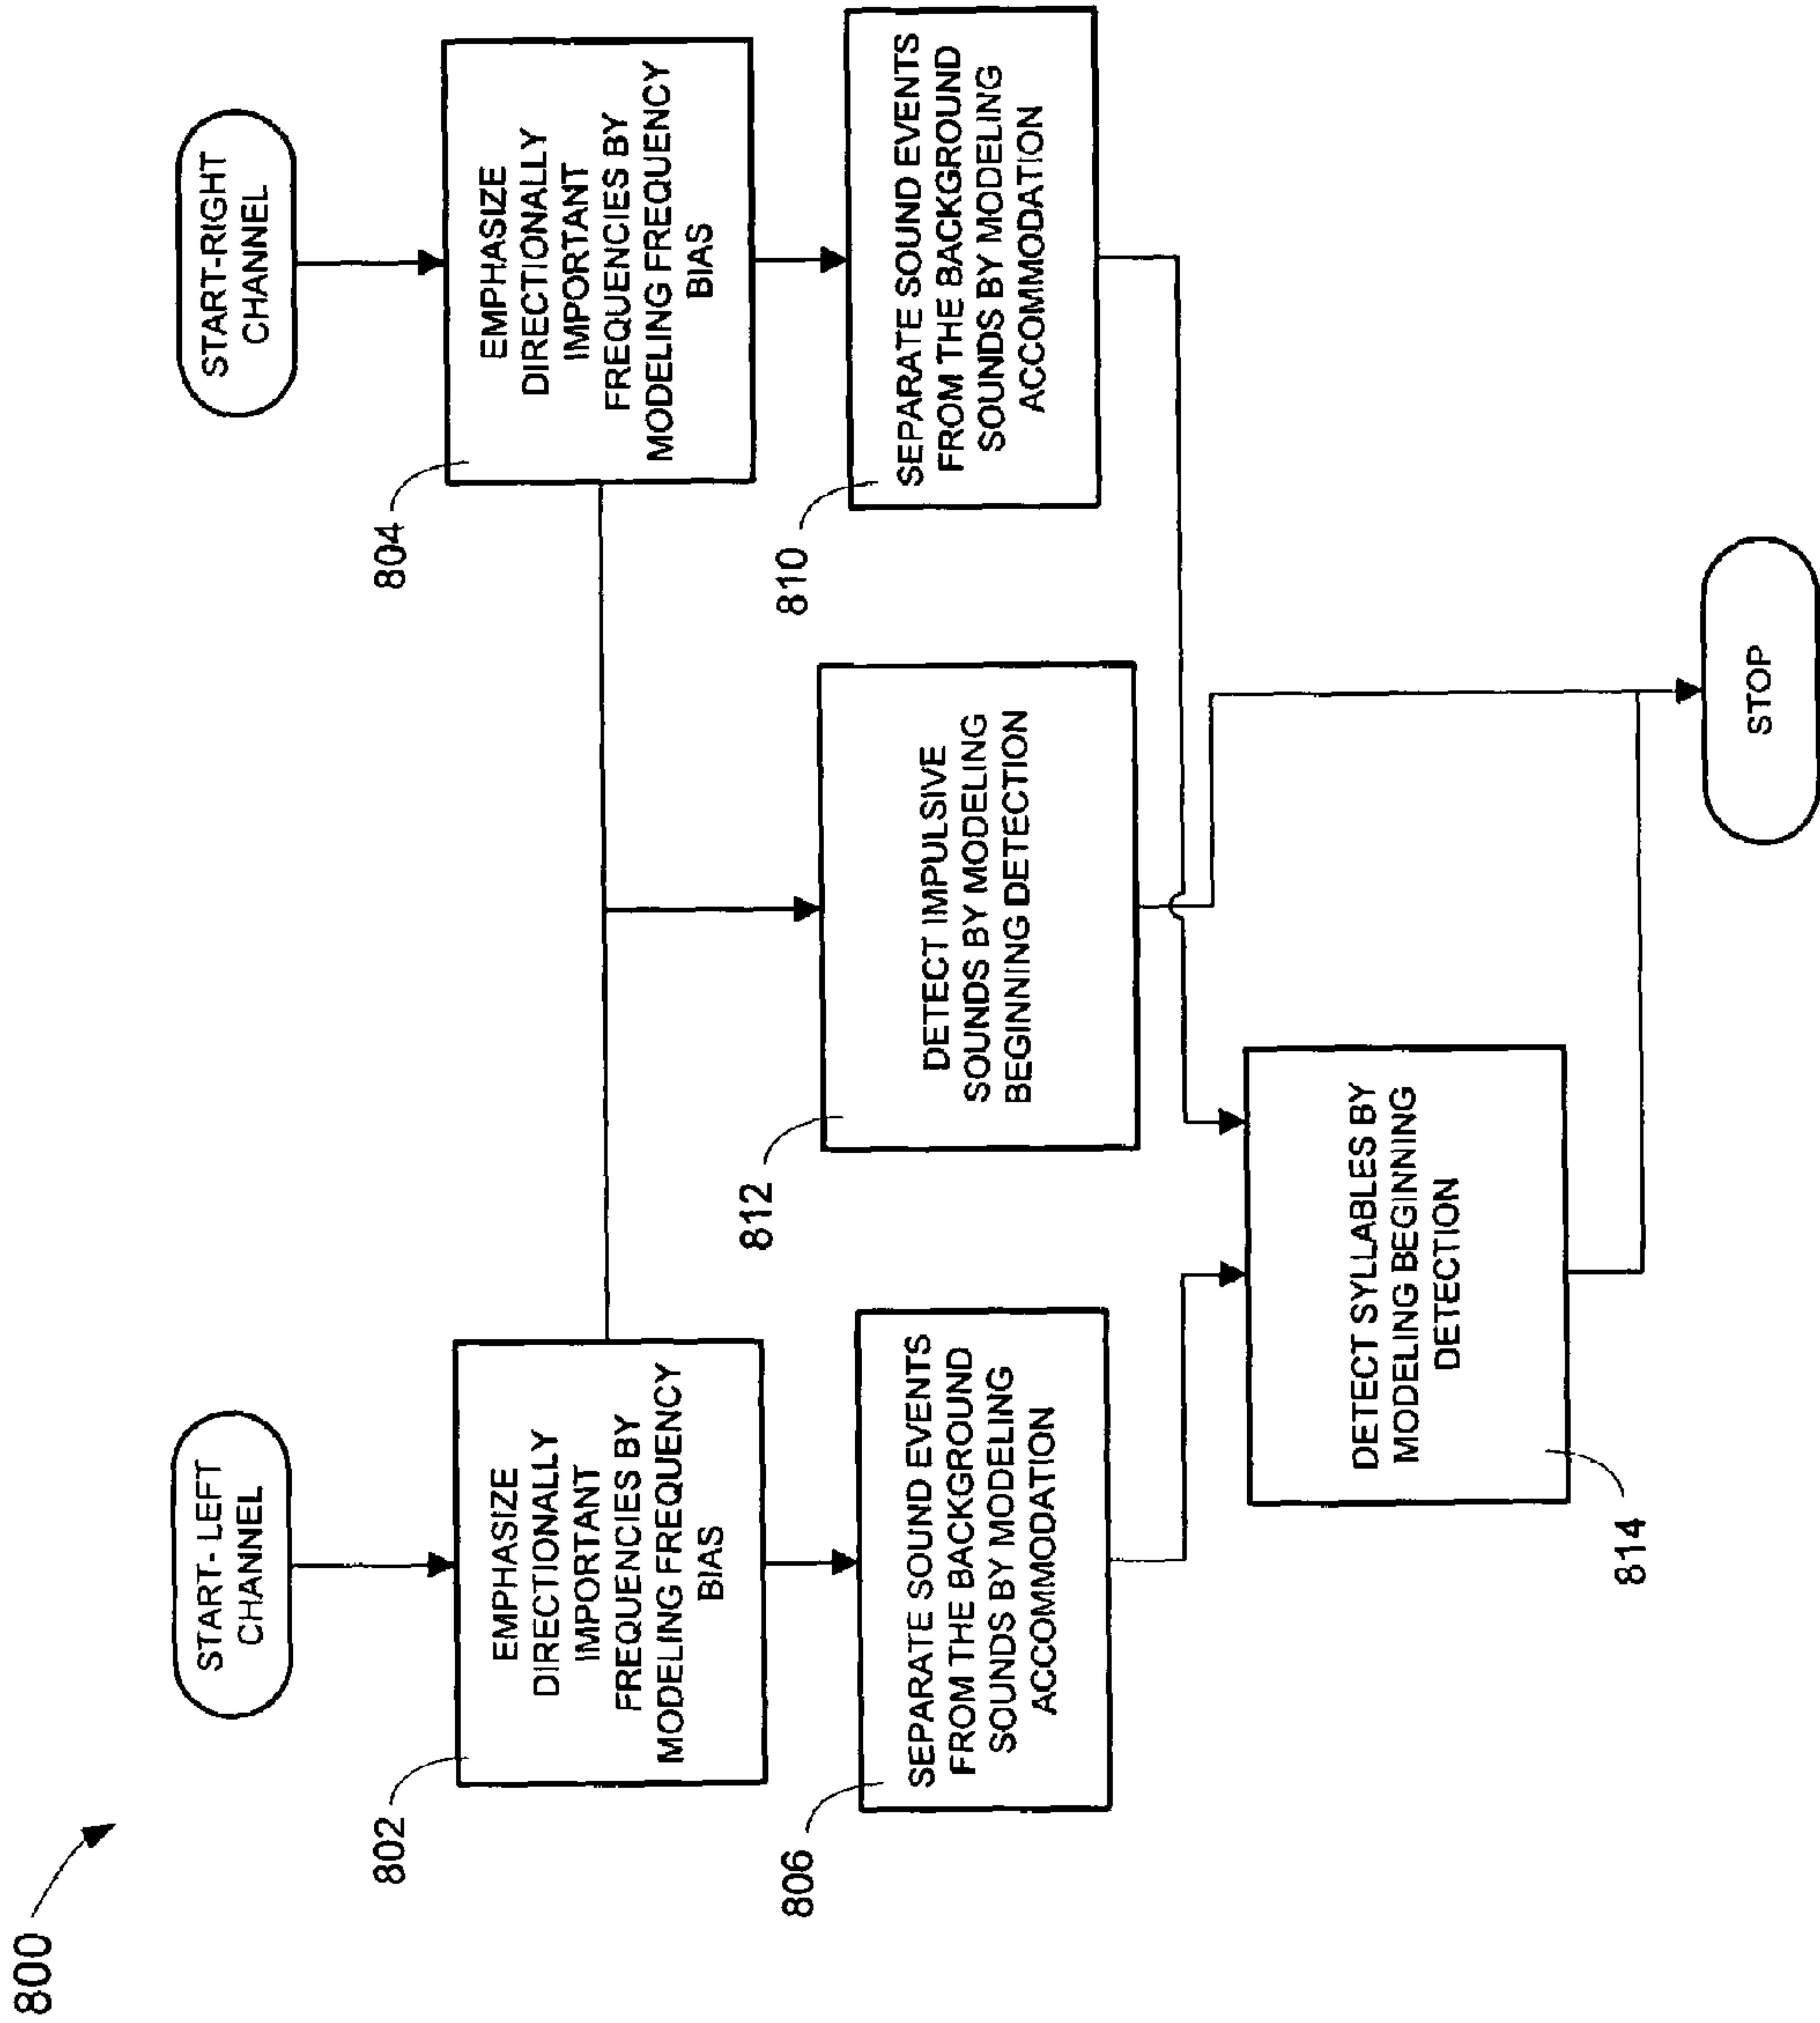 800
START-LEFT
CHANNEL
START-RIGHT
CHANNEL
802
EMPHASIZE
DIRECTIONALLY
IMPORTANT
FREQUENCIES BY
MODELING FREQUENCY
BIAS
804
EMPHASIZE
DIRECTIONALLY
IMPORTANT
FREQUENCIES BY
MODELING FREQUENCY
BIAS
806
SEPARATE SOUND EVENTS
FROM THE BACKGROUND
SOUNDS BY MODELING
ACCOMMODATION
812
DETECT IMPULSIVE
SOUNDS BY MODELING
BEGINNING DETECTION
810
SEPARATE SOUND EVENTS
FROM THE BACKGROUND
SOUNDS BY MODELING
ACCOMMODATION
DETECT SYLLABLES BY
MODELING BEGINNING
DETECTION
814
STOP